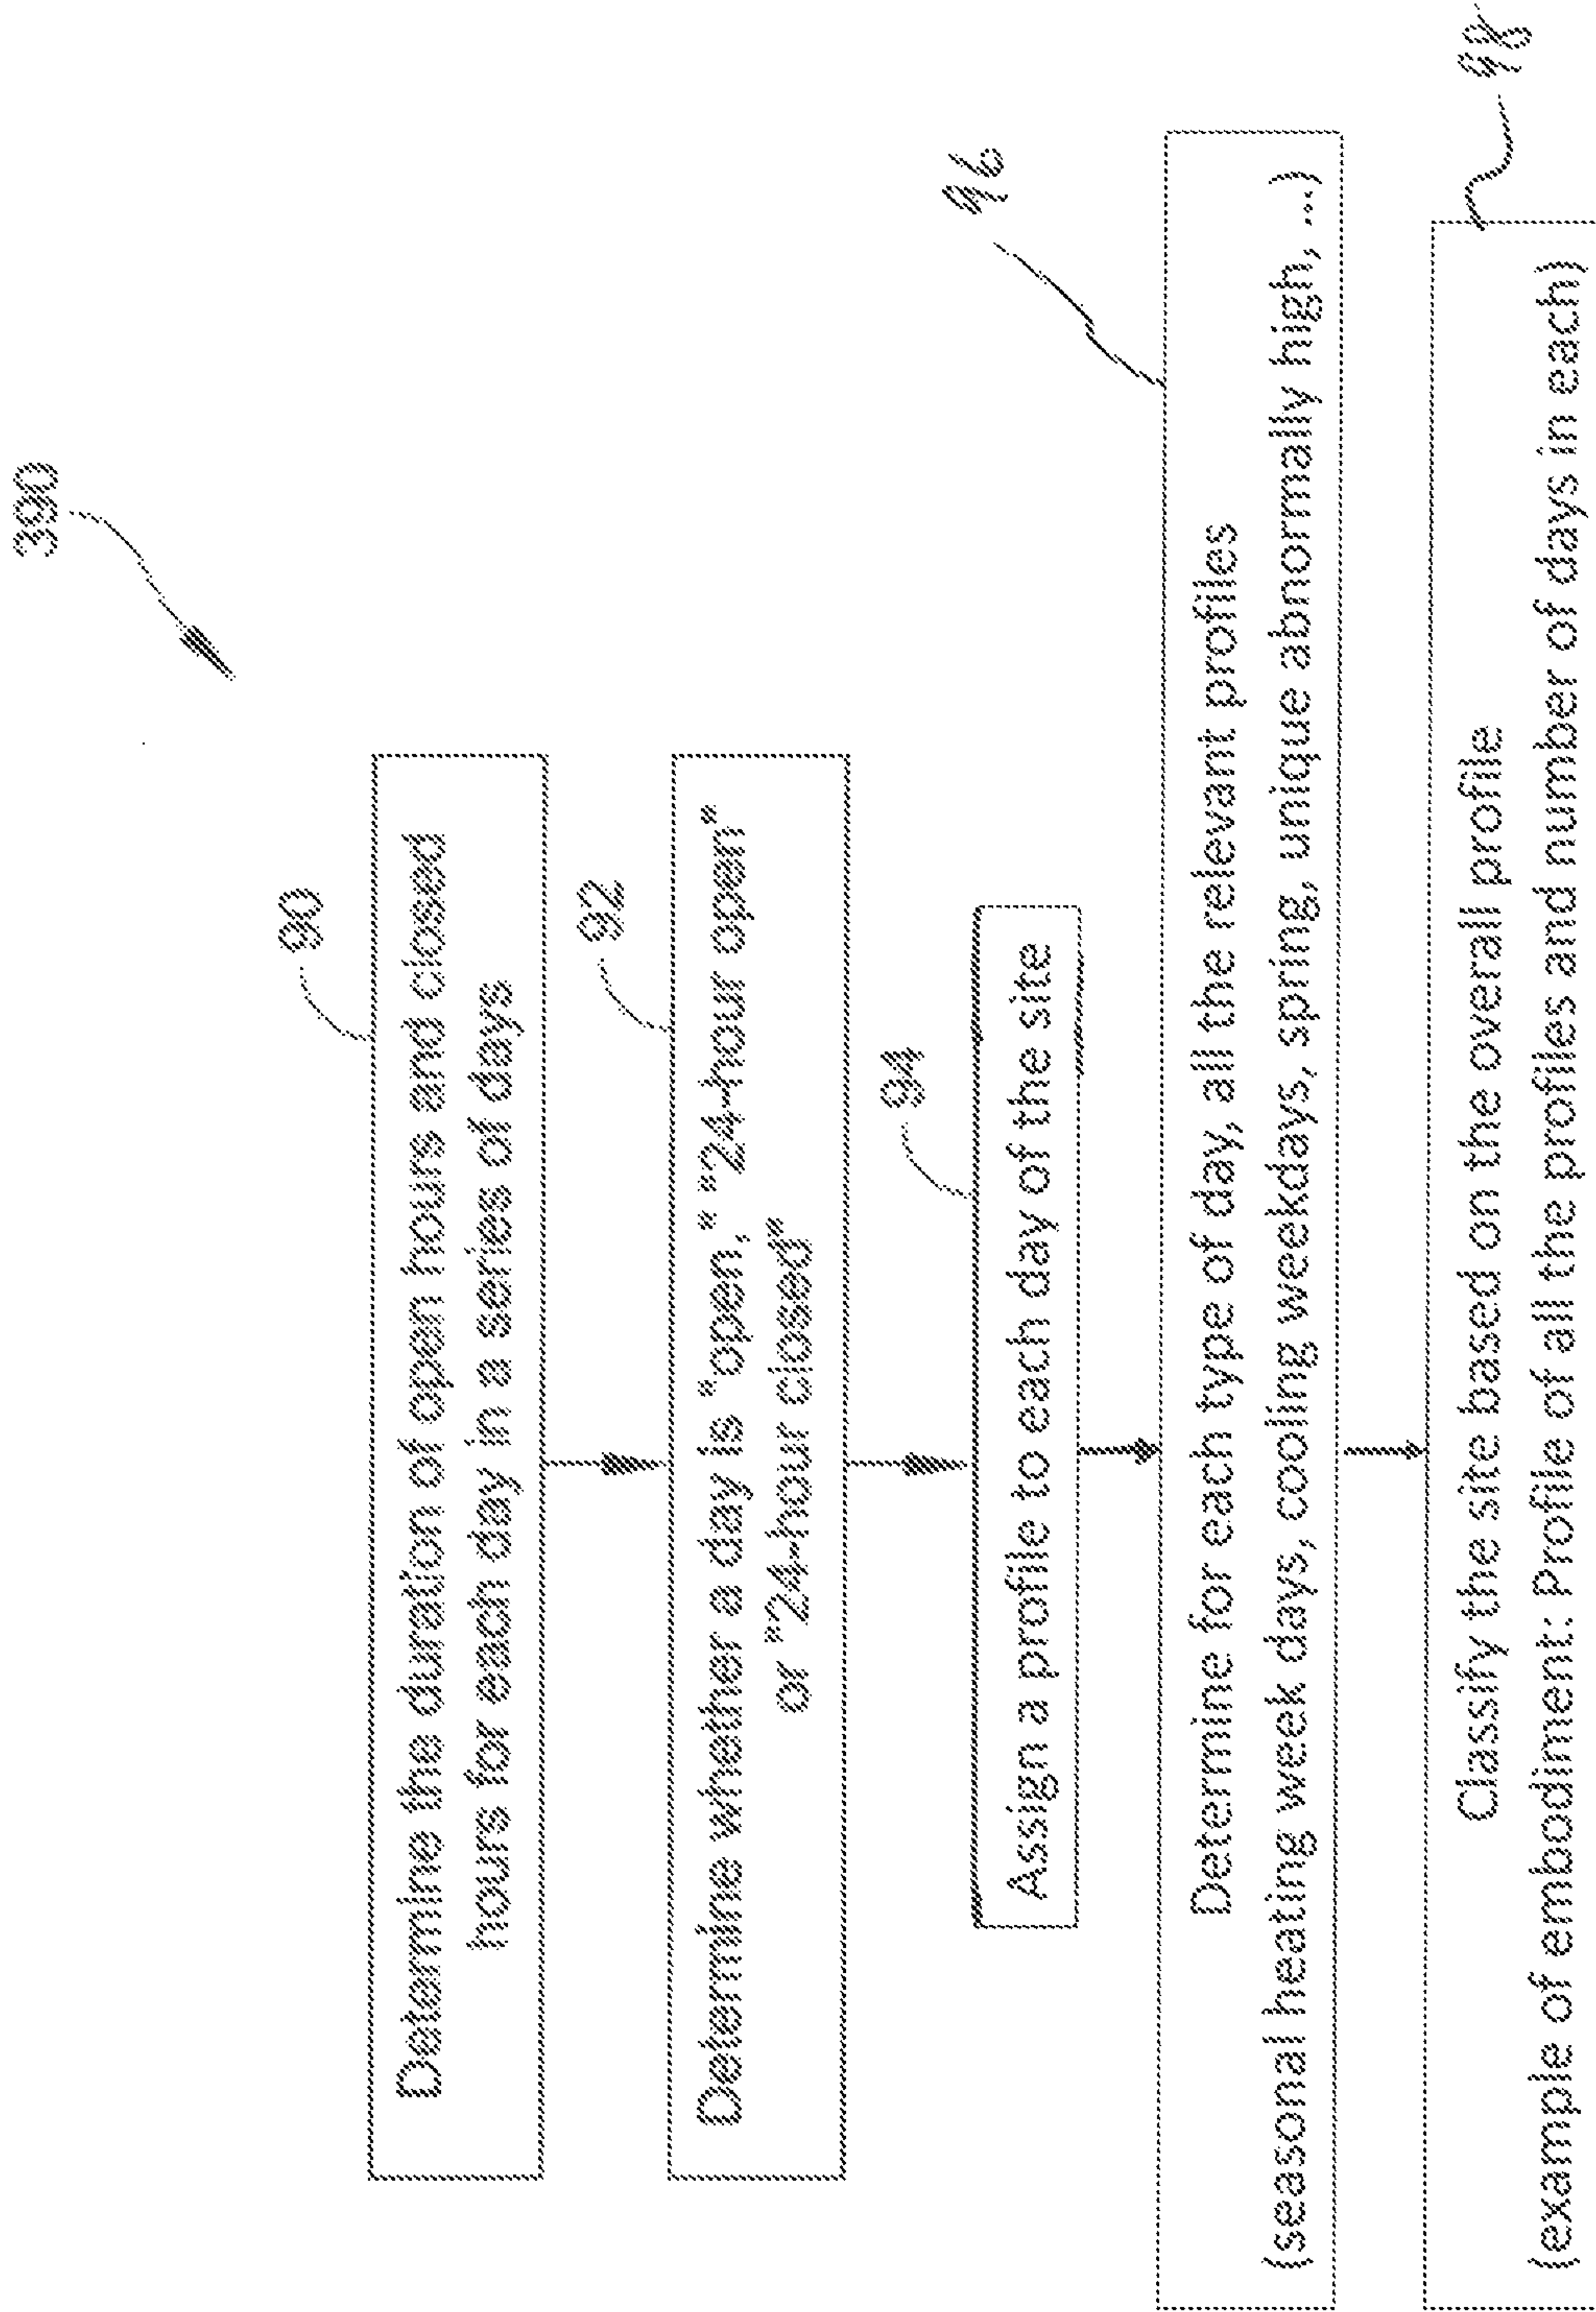 390
90
Determine the duration of open hours and closed
hours for each day in a series of days
92
Determine whether a day is "open," "24-hour open"
or "24-hour closed"
94
Assign a profile to each day of the site
96
Determine for each type of day, all the relevant profiles
(seasonal heating week days, cooling weekdays, spring, unique abnormally high, ...)
98
Classify the site based on the overall profile
(example of embodiment: Profile of all the profiles and number of days in each)